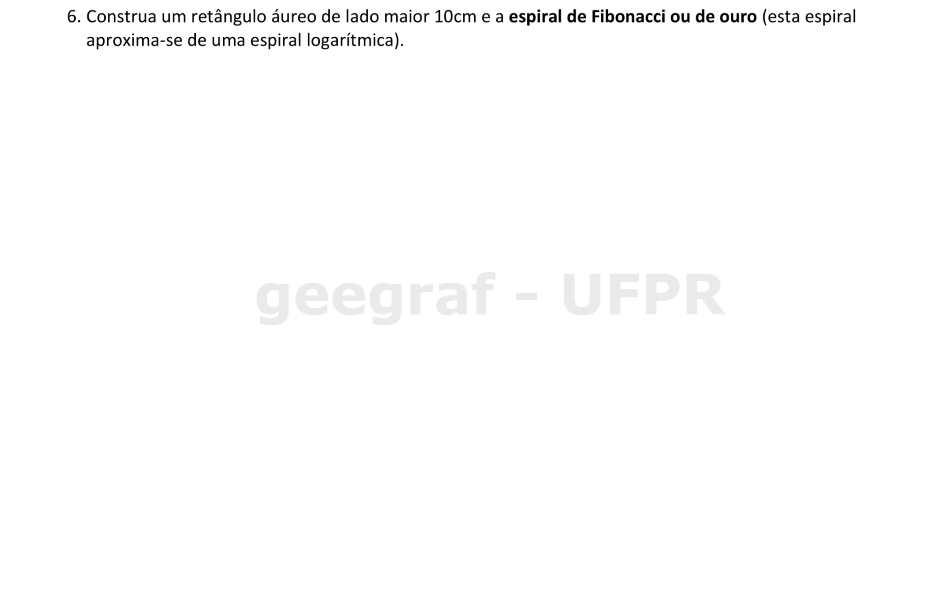 6. Construa um retângulo áureo de lado maior 10cm e a espiral de Fibonacci ou de ouro (esta espiral
aproxima-se de uma espiral logarítmica).
geegraf - UFPR